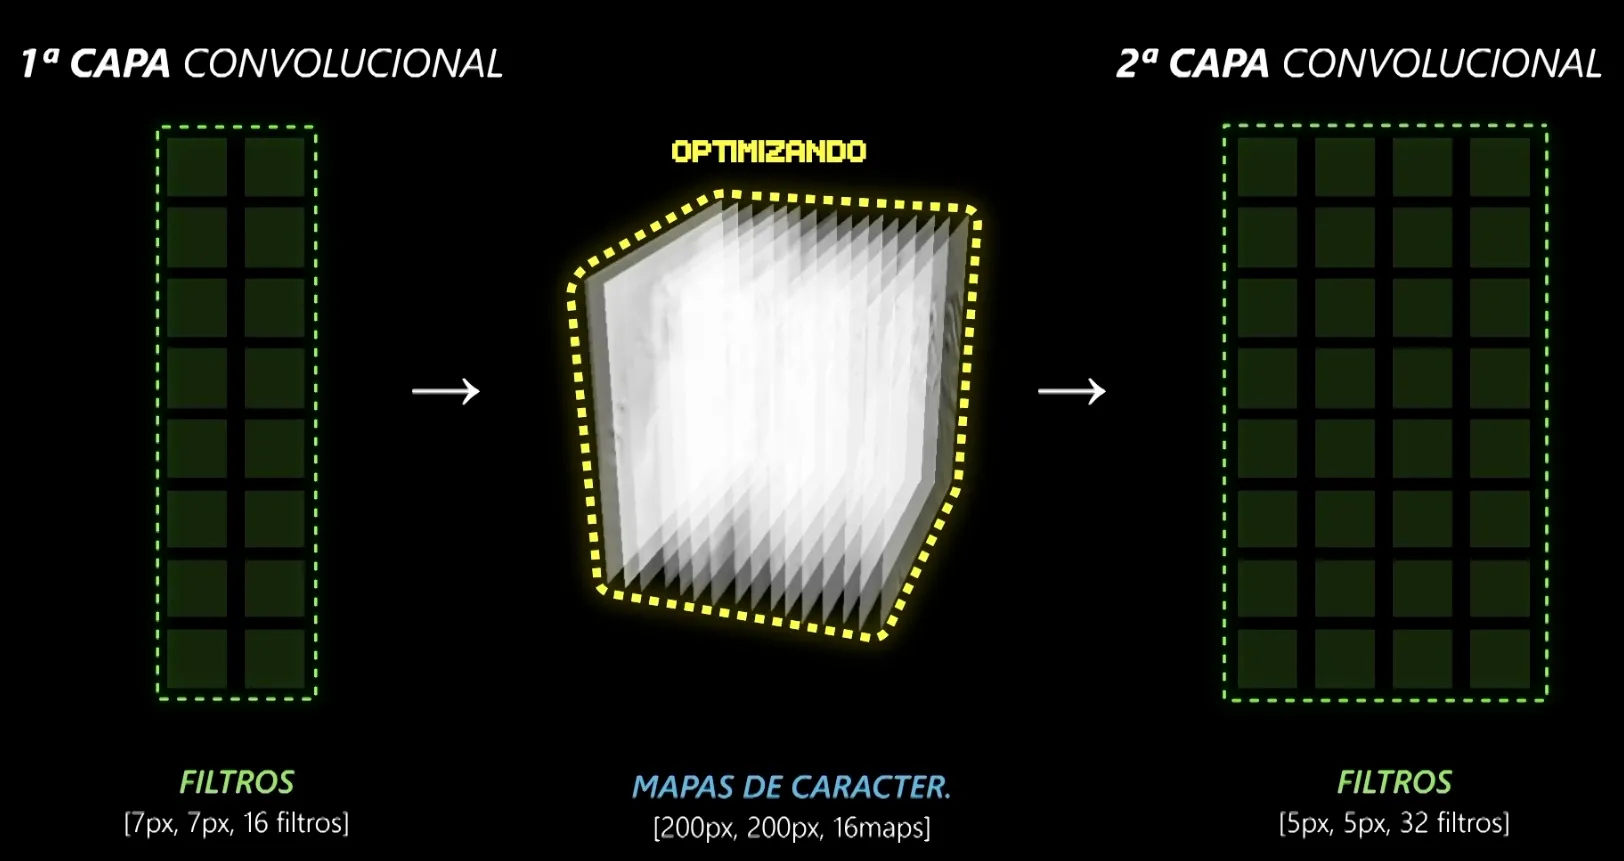 1ª CAPA CONVOLUCIONAL
2ª CAPA CONVOLUCIONAL
OPTIMIZANDO
FILTROS
[7px, 7px, 16 filtros]
MAPAS DE CARACTER.
[200px, 200px, 16maps]
FILTROS
[5px, 5px, 32 filtros]